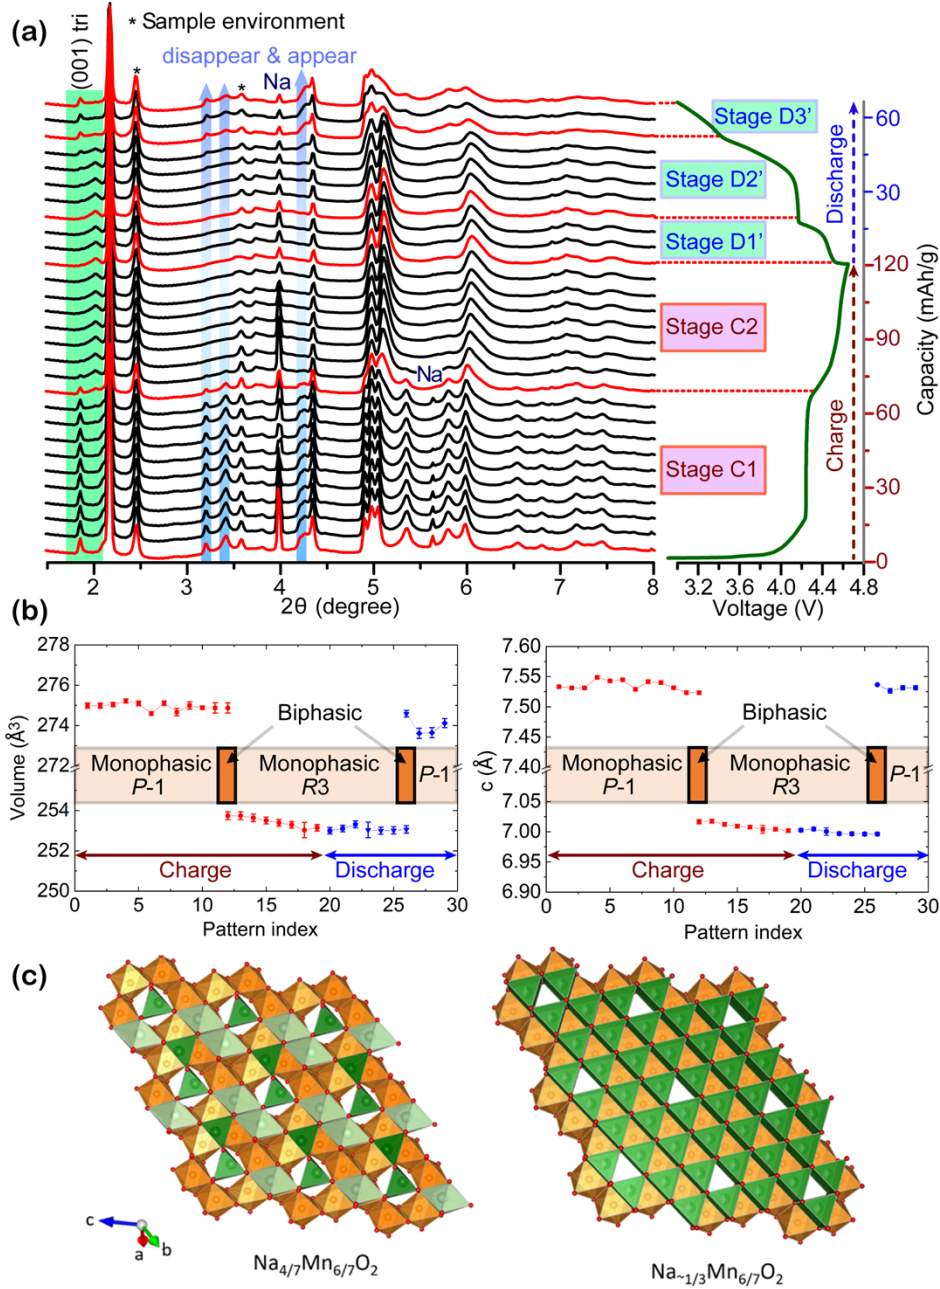 (a)
(001) tri
* Sample environment
disappear & appear
*
Na
*
Na
2 3 4 5 6 7 8
2θ (degree)
Stage D3'
Stage D2'
Stage D1'
Stage C2
Stage C1
Discharge
Charge
60
30
120
90
60
30
0
Capacity (mAh/g)
3.2 3.6 4.0 4.4 4.8
Voltage (V)
(b)
278
276
274
272
254
252
250
Volume (Å³)
Biphasic
Monophasic
P-1
Monophasic
R3
P-1
Charge
Discharge
0 5 10 15 20 25 30
Pattern index
7.55
7.50
7.45
7.40
7.05
7.00
6.95
6.90
c (Å)
Biphasic
Monophasic
P-1
Monophasic
R3
P-1
Charge
Discharge
0 5 10 15 20 25 30
Pattern index
(c)
c
a
b
Na4/7Mn6/7O2
Na~1/3Mn6/7O2